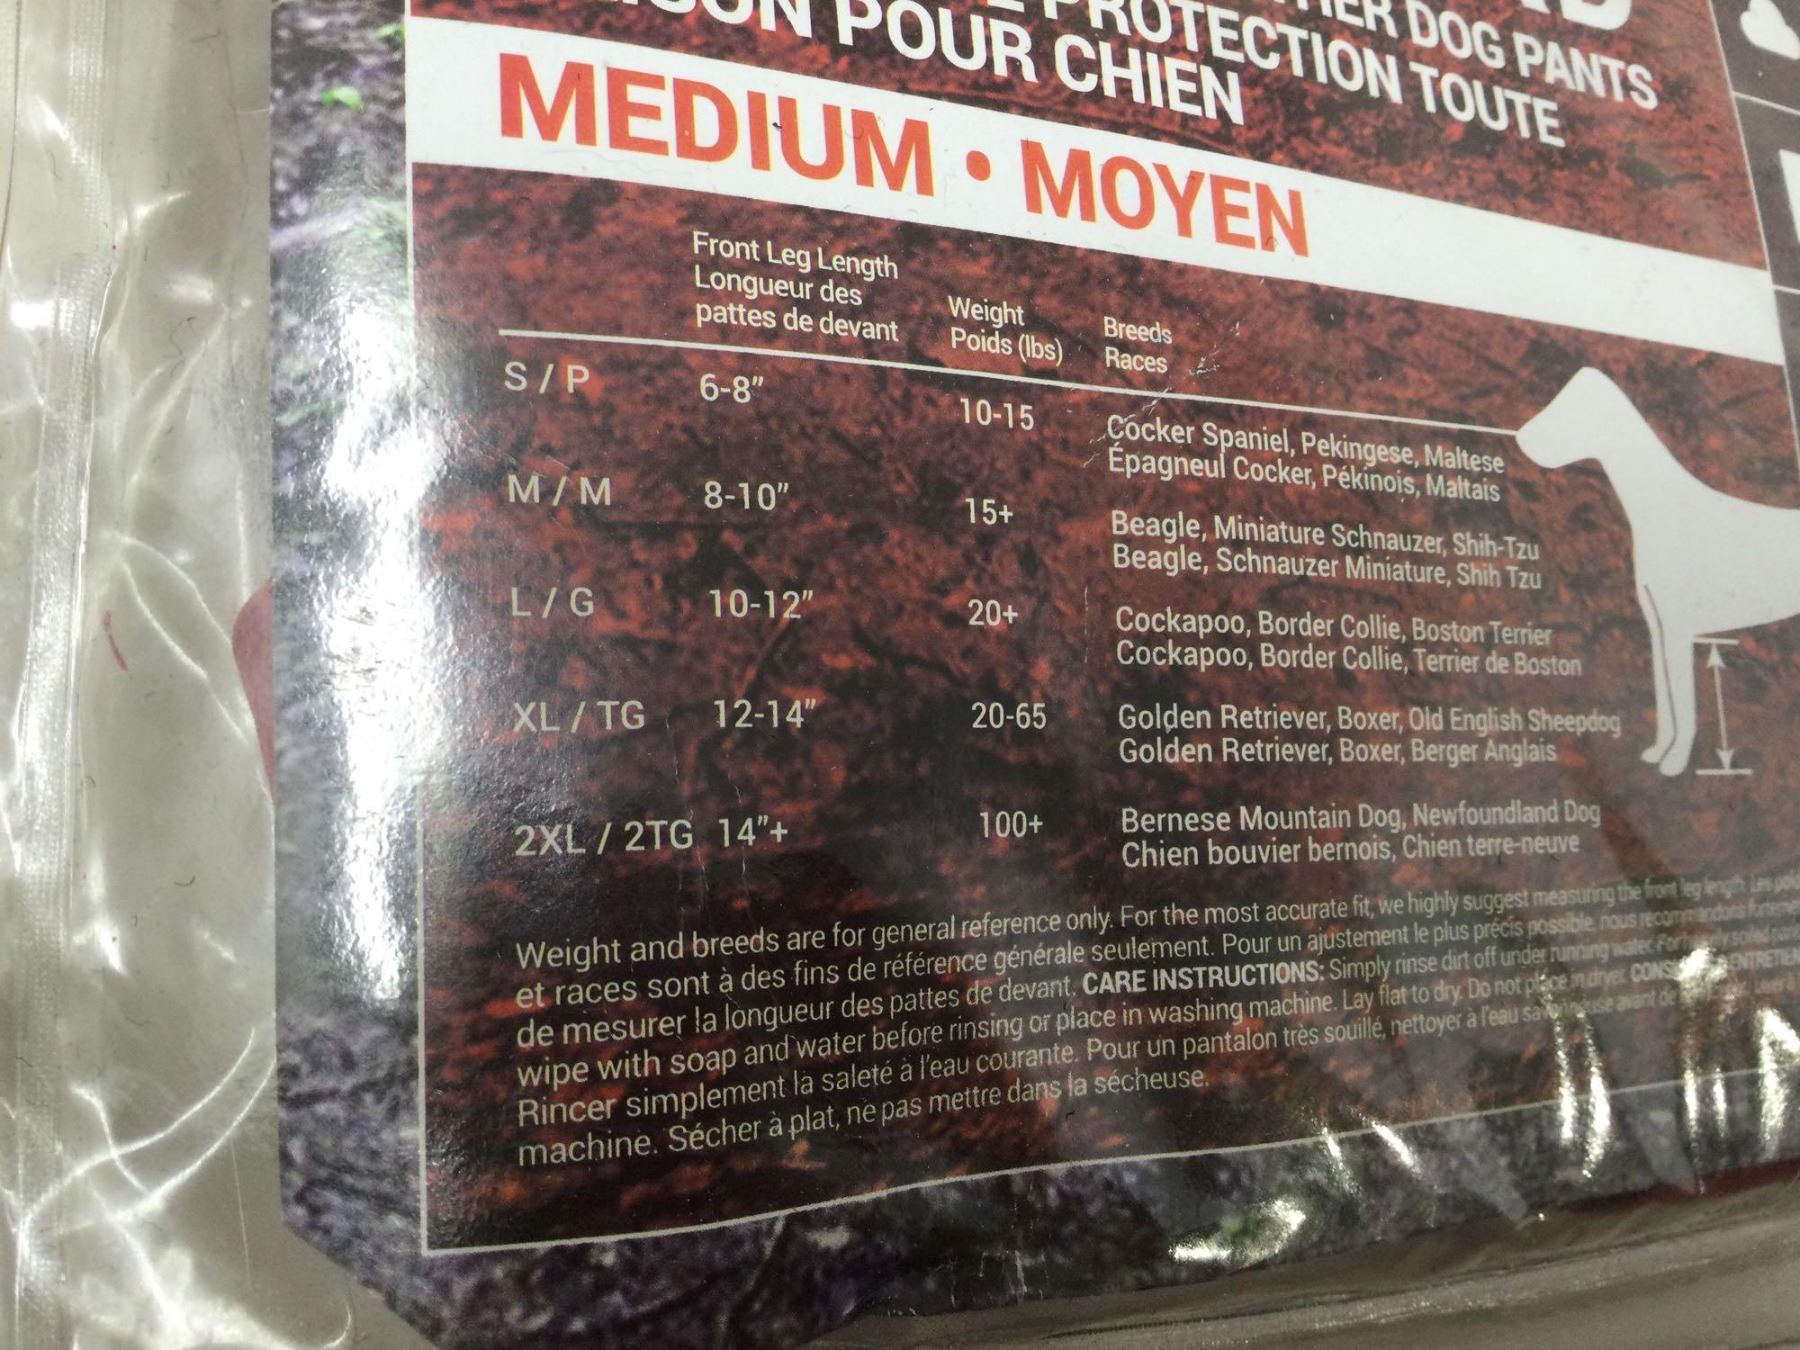 HER DOG PANTS
PROTECTION TOUTE
POUR CHIEN
MEDIUM • MOYEN
Front Leg Length
Longueur des
pattes de devant
Weight
Poids (lbs)
Breeds
Races
S / P 6-8" 10-15 Cocker Spaniel, Pekingese, Maltese
Épagneul Cocker, Pékinois, Maltais
M / M 8-10" 15+ Beagle, Miniature Schnauzer, Shih-Tzu
Beagle, Schnauzer Miniature, Shih Tzu
L / G 10-12" 20+ Cockapoo, Border Collie, Boston Terrier
Cockapoo, Border Collie, Terrier de Boston
XL / TG 12-14" 20-65 Golden Retriever, Boxer, Old English Sheepdog
Golden Retriever, Boxer, Berger Anglais
2XL / 2TG 14"+ 100+ Bernese Mountain Dog, Newfoundland Dog
Chien bouvier bernois, Chien terre-neuve
Weight and breeds are for general reference only. For the most accurate fit, we highly suggest measuring the front leg length. Les
et races sont à des fins de référence générale seulement. Pour un ajustement le plus précis possible, nous recommandons
de mesurer la longueur des pattes de devant. CARE INSTRUCTIONS: Simply rinse dirt off under running water. For
wipe with soap and water before rinsing or place in washing machine. Lay flat to dry. Do not place in dryer.
Rincer simplement la saleté à l'eau courante. Pour un pantalon très souillé, nettoyer à l'eau savonneuse avant de
machine. Sécher à plat, ne pas mettre dans la sécheuse.